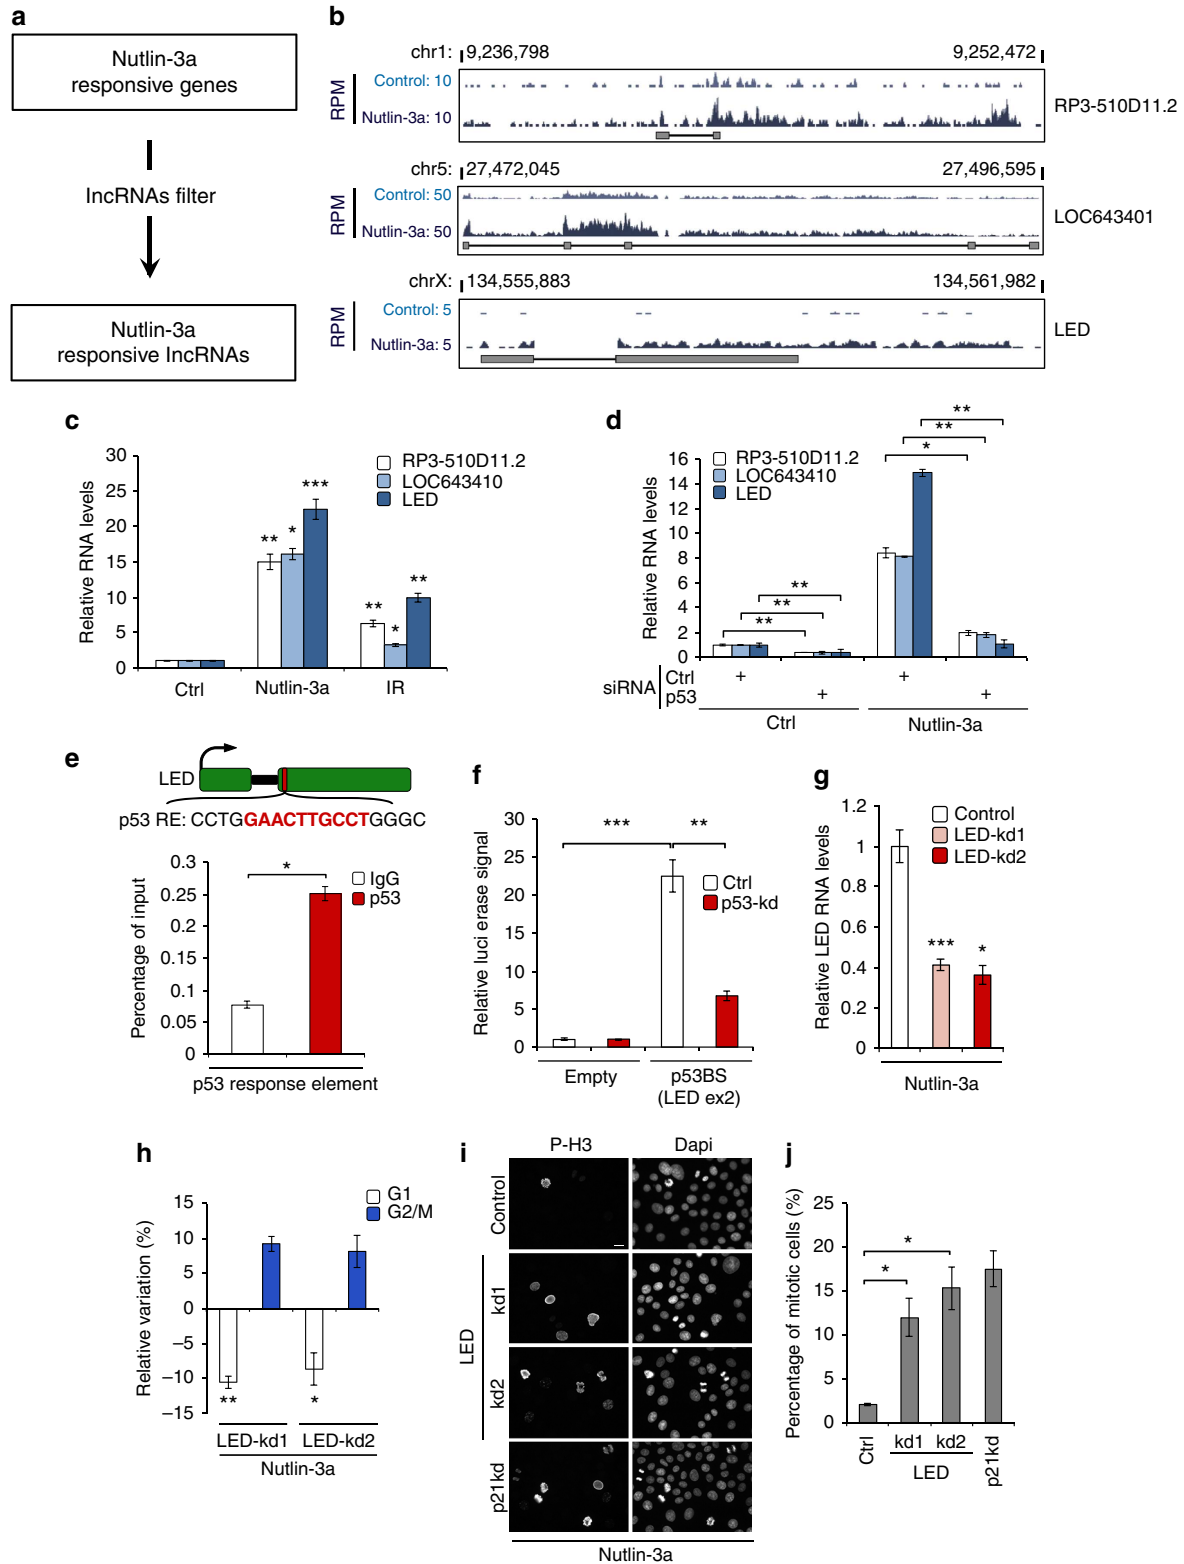 a
Nutlin-3a
responsive genes
lncRNAs filter
Nutlin-3a
responsive lncRNAs
b
chr1: 9,236,798 9,252,472
RPM
Control: 10
Nutlin-3a: 10
RP3-510D11.2
chr5: 27,472,045 27,496,595
RPM
Control: 50
Nutlin-3a: 50
LOC643401
chrX: 134,555,883 134,561,982
RPM
Control: 5
Nutlin-3a: 5
LED
c
Relative RNA levels
30
25
20
15
10
5
0
RP3-510D11.2
LOC643410
LED
** * ***
** * **
Ctrl Nutlin-3a IR
d
Relative RNA levels
16
14
12
10
8
6
4
2
0
RP3-510D11.2
LOC643410
LED
**
**
**
**
**
*
siRNA
Ctrl + +
p53 + +
Ctrl Nutlin-3a
e
LED
p53 RE: CCTGGAACTTGCCTGGGC
Percentage of input
0.3
0.25
0.2
0.15
0.1
0.05
0
*
IgG
p53
p53 response element
f
Relative luci erase signal
30
25
20
15
10
5
0
*** **
Ctrl
p53-kd
Empty p53BS
(LED ex2)
g
Relative LED RNA levels
1.2
1
0.8
0.6
0.4
0.2
0
Control
LED-kd1
LED-kd2
*** *
Nutlin-3a
h
Relative variation (%)
15
10
5
0
−5
−10
−15
G1
G2/M
** *
LED-kd1 LED-kd2
Nutlin-3a
i
P-H3 Dapi
Control
LED
kd1
kd2
p21kd
Nutlin-3a
j
Percentage of mitotic cells (%)
25
20
15
10
5
0
*
*
Ctrl kd1 kd2 p21kd
LED